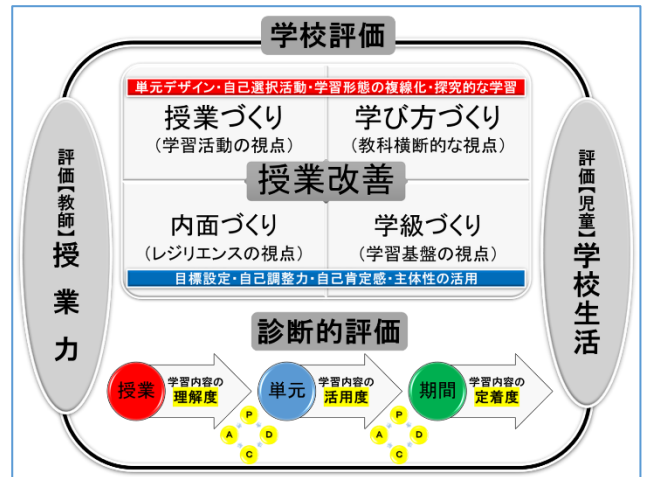 学校評価
単元デザイン・自己選択活動・学習形態の複線化・探究的な学習
授業づくり
(学習活動の視点)
学び方づくり
(教科横断的な視点)
授業改善
内面づくり
(レジリエンスの視点)
学級づくり
(学習基盤の視点)
目標設定・自己調整力・自己肯定感・主体性の活用
評価【教師】授業力
評価【児童】学校生活
診断的評価
授業
学習内容の
理解度
単元
学習内容の
活用度
期間
学習内容の
定着度
P
A
D
C
P
A
D
C